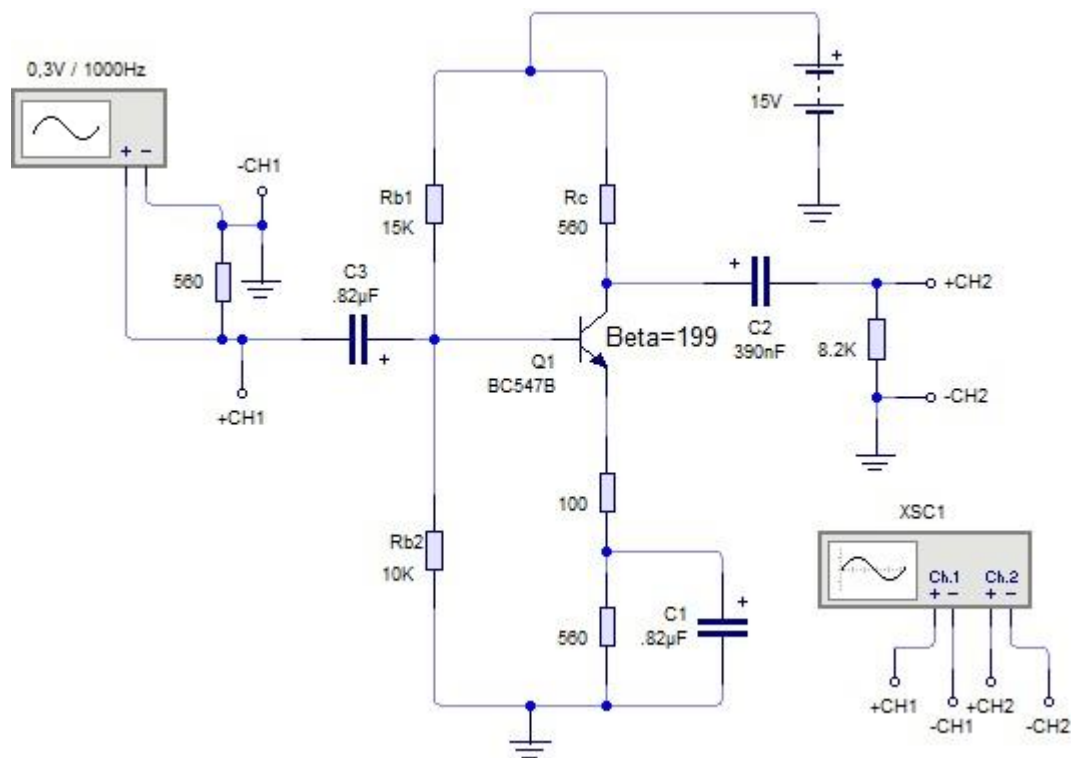 0,3V / 1000Hz
+ −
-CH1
560
+CH1
C3
.82µF
+
Rb1
15K
Rb2
10K
Rc
560
15V
+
Q1
BC547B
Beta=199
+
C2
390nF
+CH2
8.2K
-CH2
100
560
C1
.82µF
+
XSC1
Ch.1 Ch.2
+ − + −
+CH1
-CH1
+CH2
-CH2